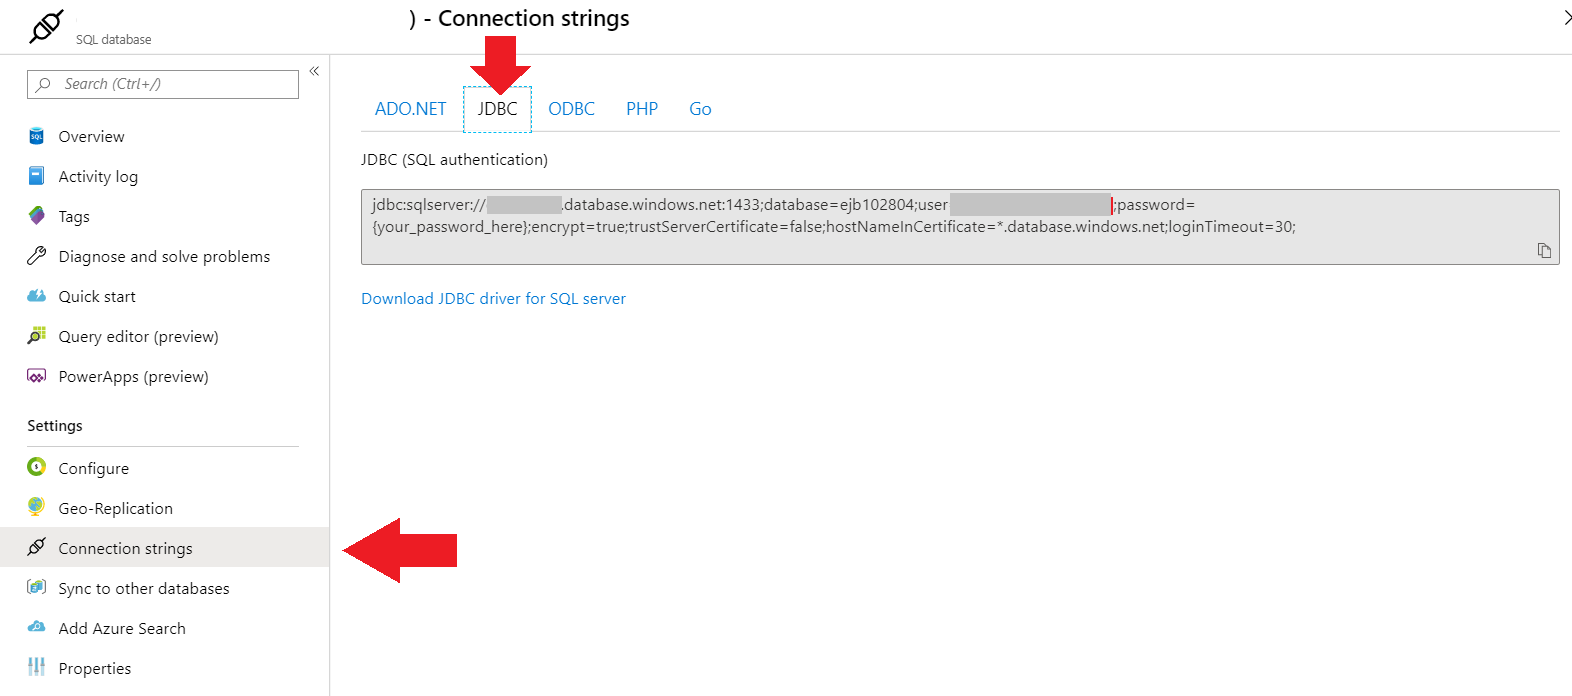 ) - Connection strings
SQL database
Search (Ctrl+/)
«
Overview
Activity log
Tags
Diagnose and solve problems
Quick start
Query editor (preview)
PowerApps (preview)
Settings
Configure
Geo-Replication
Connection strings
Sync to other databases
Add Azure Search
Properties
ADO.NET JDBC ODBC PHP Go
JDBC (SQL authentication)
jdbc:sqlserver:// .database.windows.net:1433;database=ejb102804;user ;password=
{your_password_here};encrypt=true;trustServerCertificate=false;hostNameInCertificate=*.database.windows.net;loginTimeout=30;
Download JDBC driver for SQL server